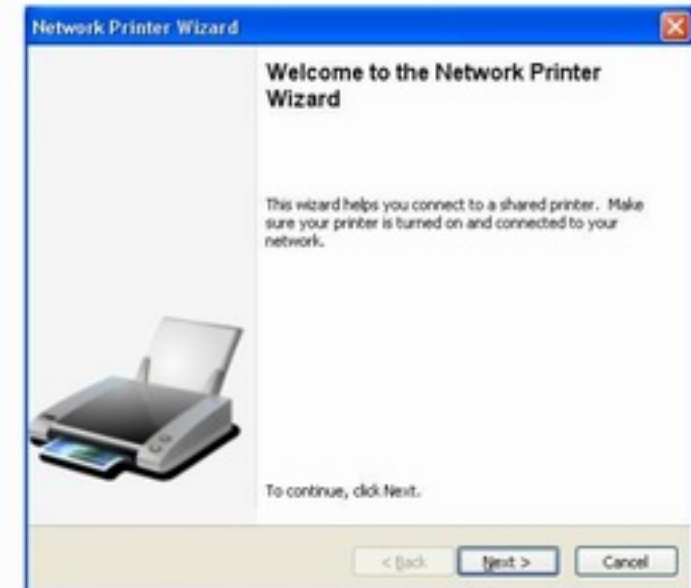 Network Printer Wizard
Welcome to the Network Printer
Wizard
This wizard helps you connect to a shared printer. Make
sure your printer is turned on and connected to your
network.
To continue, click Next.
< Back
Next >
Cancel